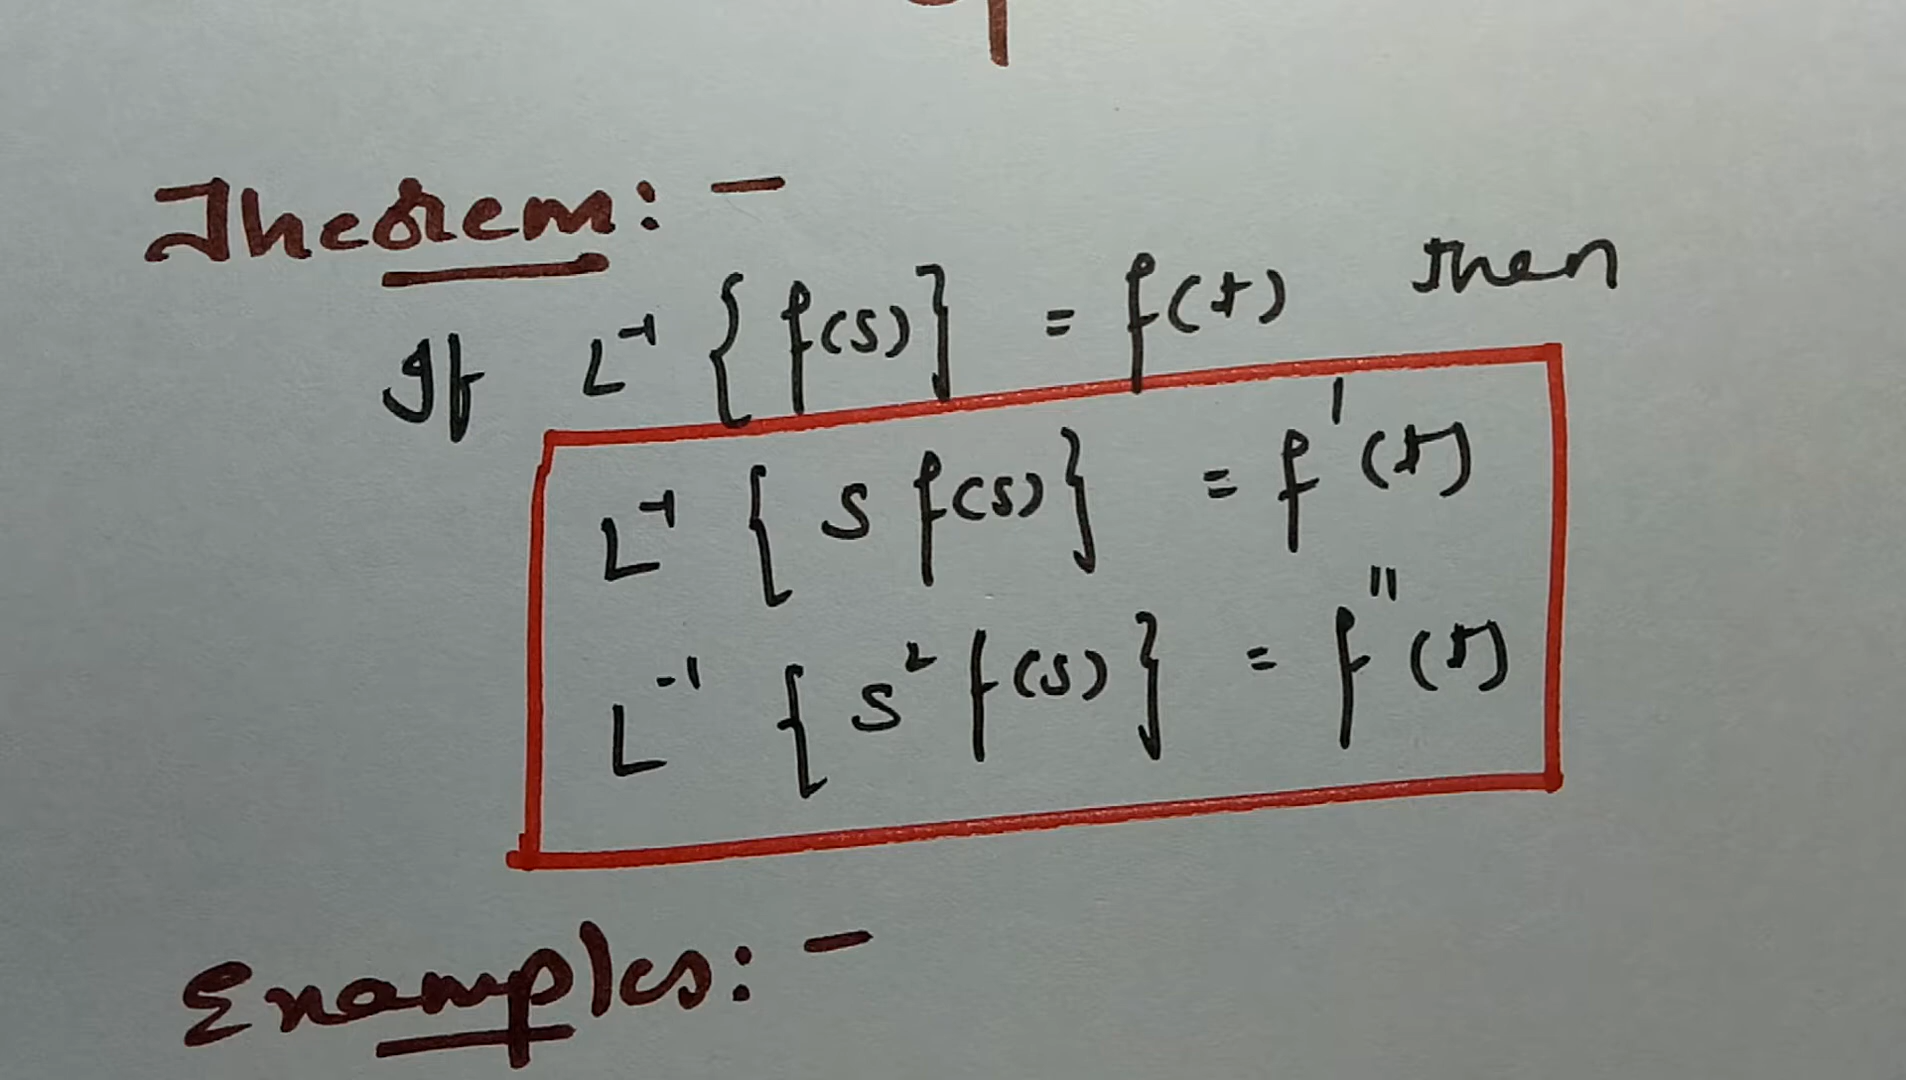 Theorem:-
If L⁻¹ {f(s)} = f(t) then
L⁻¹ {s f(s)} = f'(t)
L⁻¹ {s² f(s)} = f''(t)
Examples:-